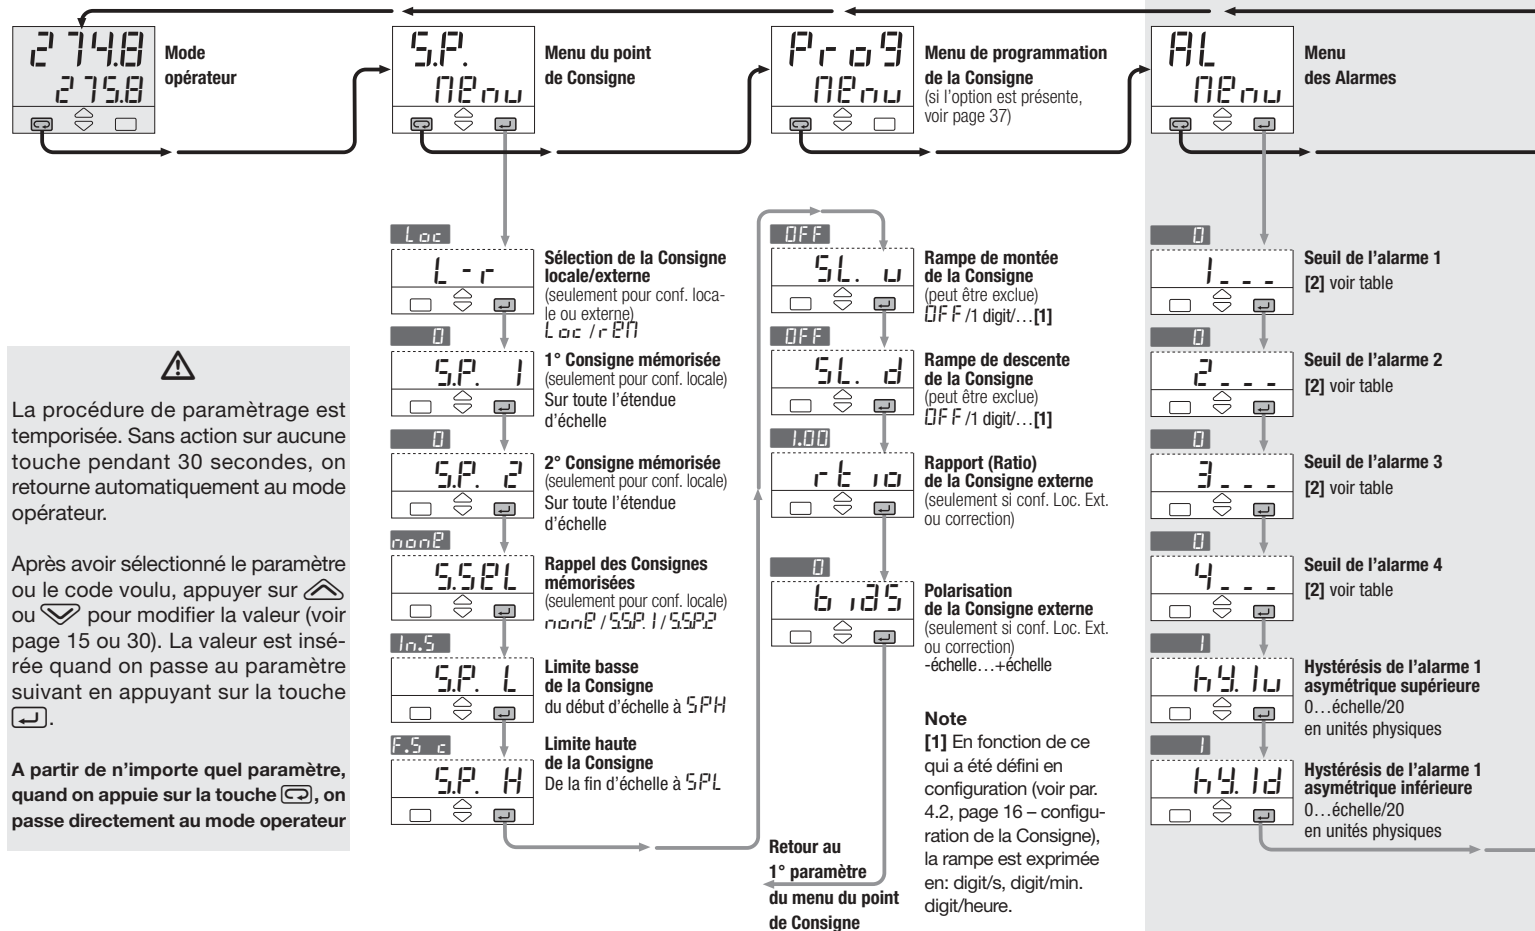 274.8
275.8
Mode
opérateur
S.P.
Menu
Menu du point
de Consigne
Prog
Menu
Menu de programmation
de la Consigne
(si l'option est présente,
voir page 37)
AL
Menu
Menu
des Alarmes
⚠
La procédure de paramètrage est
temporisée. Sans action sur aucune
touche pendant 30 secondes, on
retourne automatiquement au mode
opérateur.
Après avoir sélectionné le paramètre
ou le code voulu, appuyer sur
ou pour modifier la valeur (voir
page 15 ou 30). La valeur est insé-
rée quand on passe au paramètre
suivant en appuyant sur la touche
.
A partir de n'importe quel paramètre,
quand on appuie sur la touche , on
passe directement au mode operateur
Loc
L-r
Sélection de la Consigne
locale/externe
(seulement pour conf. loca-
le ou externe)
Loc /rEM
0
S.P. 1
1° Consigne mémorisée
(seulement pour conf. locale)
Sur toute l'étendue
d'échelle
0
S.P. 2
2° Consigne mémorisée
(seulement pour conf. locale)
Sur toute l'étendue
d'échelle
nonE
S.SEL
Rappel des Consignes
mémorisées
(seulement pour conf. locale)
nonE / S.SP.1 / S.SP.2
In.S
S.P. L
Limite basse
de la Consigne
du début d'échelle à S.P.H
F.S c
S.P. H
Limite haute
de la Consigne
De la fin d'échelle à S.P.L
OFF
SL. u
Rampe de montée
de la Consigne
(peut être exclue)
OFF /1 digit/…[1]
OFF
SL. d
Rampe de descente
de la Consigne
(peut être exclue)
OFF /1 digit/…[1]
1.00
rtio
Rapport (Ratio)
de la Consigne externe
(seulement si conf. Loc. Ext.
ou correction)
0
bias
Polarisation
de la Consigne externe
(seulement si conf. Loc. Ext.
ou correction)
-échelle…+échelle
Retour au
1° paramètre
du menu du point
de Consigne
Note
[1] En fonction de ce
qui a été défini en
configuration (voir par.
4.2, page 16 – configu-
ration de la Consigne),
la rampe est exprimée
en: digit/s, digit/min.
digit/heure.
0
1_ _ _
Seuil de l'alarme 1
[2] voir table
0
2_ _ _
Seuil de l'alarme 2
[2] voir table
0
3_ _ _
Seuil de l'alarme 3
[2] voir table
0
4_ _ _
Seuil de l'alarme 4
[2] voir table
1
hy.1u
Hystérésis de l'alarme 1
asymétrique supérieure
0…échelle/20
en unités physiques
1
hy.1d
Hystérésis de l'alarme 1
asymétrique inférieure
0…échelle/20
en unités physiques